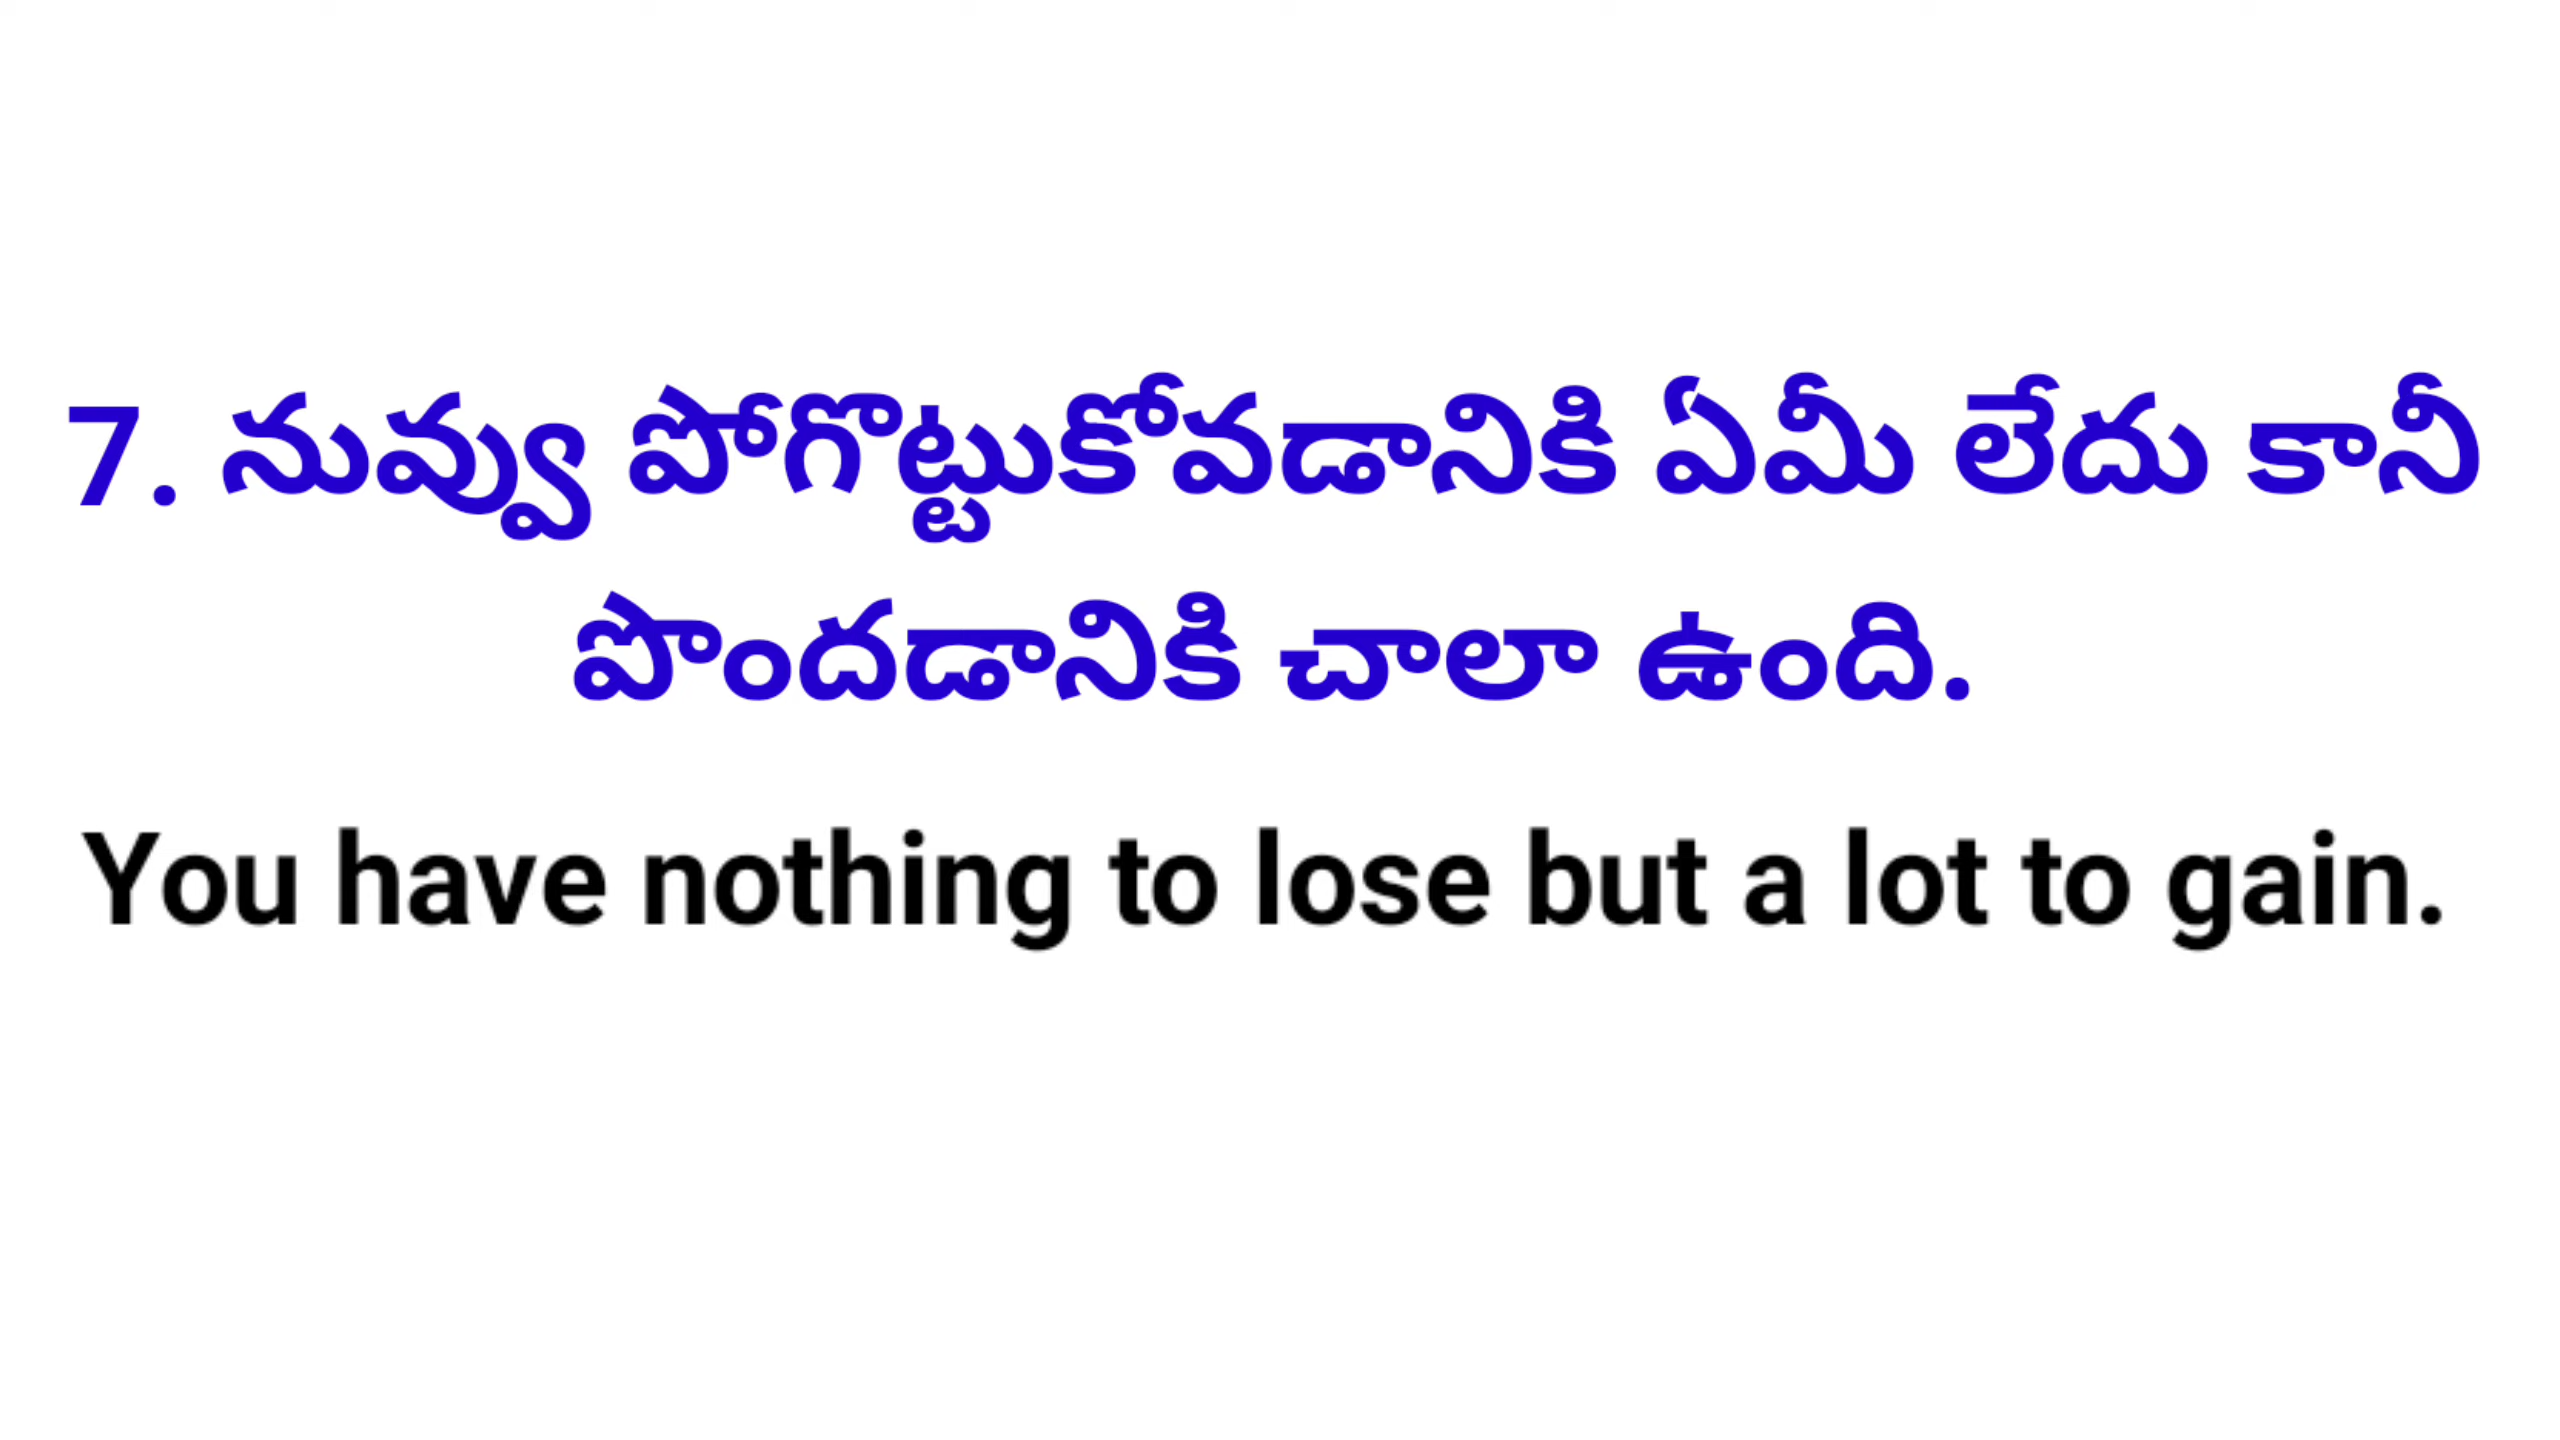 7. నువ్వు పోగొట్టుకోవడానికి ఏమీ లేదు కానీ
పొందడానికి చాలా ఉంది.
You have nothing to lose but a lot to gain.